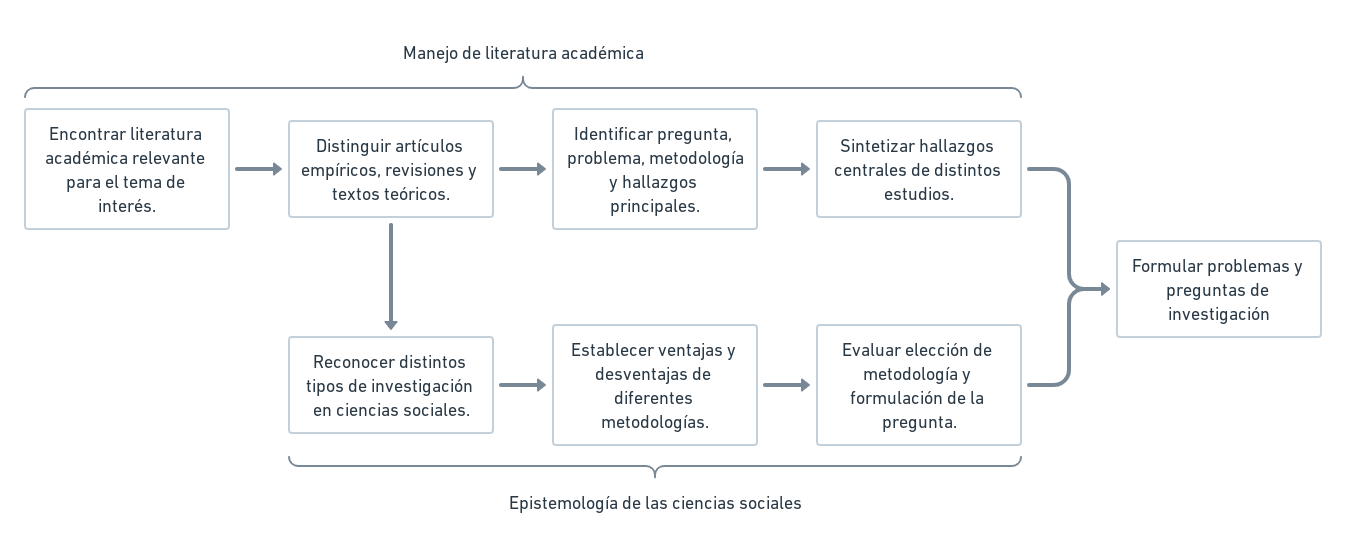 Manejo de literatura académica
Encontrar literatura
académica relevante
para el tema de
interés.
Distinguir artículos
empíricos, revisiones y
textos teóricos.
Identificar pregunta,
problema, metodología
y hallazgos
principales.
Sintetizar hallazgos
centrales de distintos
estudios.
Formular problemas y
preguntas de
investigación
Reconocer distintos
tipos de investigación
en ciencias sociales.
Establecer ventajas y
desventajas de
diferentes
metodologías.
Evaluar elección de
metodología y
formulación de la
pregunta.
Epistemología de las ciencias sociales